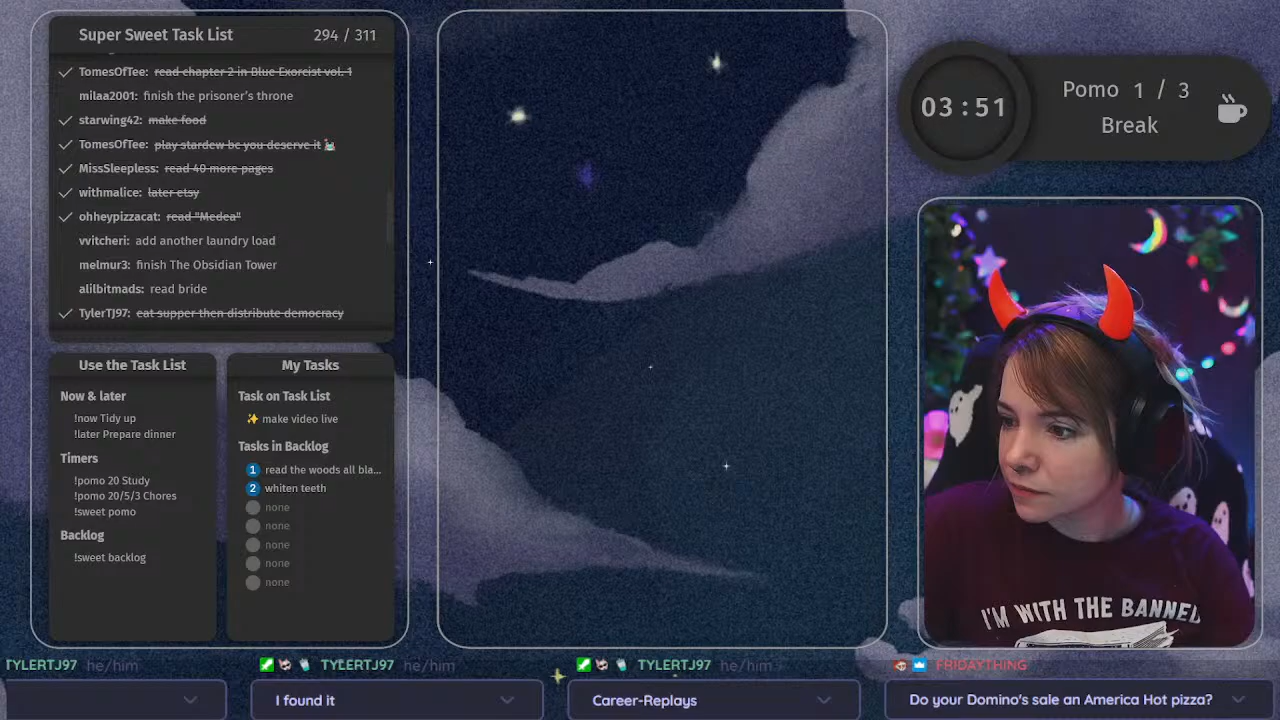 Super Sweet Task List 294 / 311
TomesOfTee: read chapter 2 in Blue Exorcist vol. 1
milaa2001: finish the prisoner's throne
starwing42: make food
TomesOfTee: play stardew bc you deserve it
MissSleepless: read 40 more pages
withmalice: later etsy
ohheypizzacat: read "Medea"
vvitcheri: add another laundry load
melmur3: finish The Obsidian Tower
alilbitmads: read bride
TylerTJ97: eat supper then distribute democracy
Use the Task List
Now & later
!now Tidy up
!later Prepare dinner
Timers
!pomo 20 Study
!pomo 20/5/3 Chores
!sweet pomo
Backlog
!sweet backlog
My Tasks
Task on Task List
make video live
Tasks in Backlog
1 read the woods all bla...
2 whiten teeth
none
none
none
none
none
03:51
Pomo 1 / 3
Break
I'M WITH THE BANNED
TYLERTJ97 he/him
TYLERTJ97 he/him
I found it
TYLERTJ97 he/him
Career-Replays
FRIDAYTHING
Do your Domino's sale an America Hot pizza?